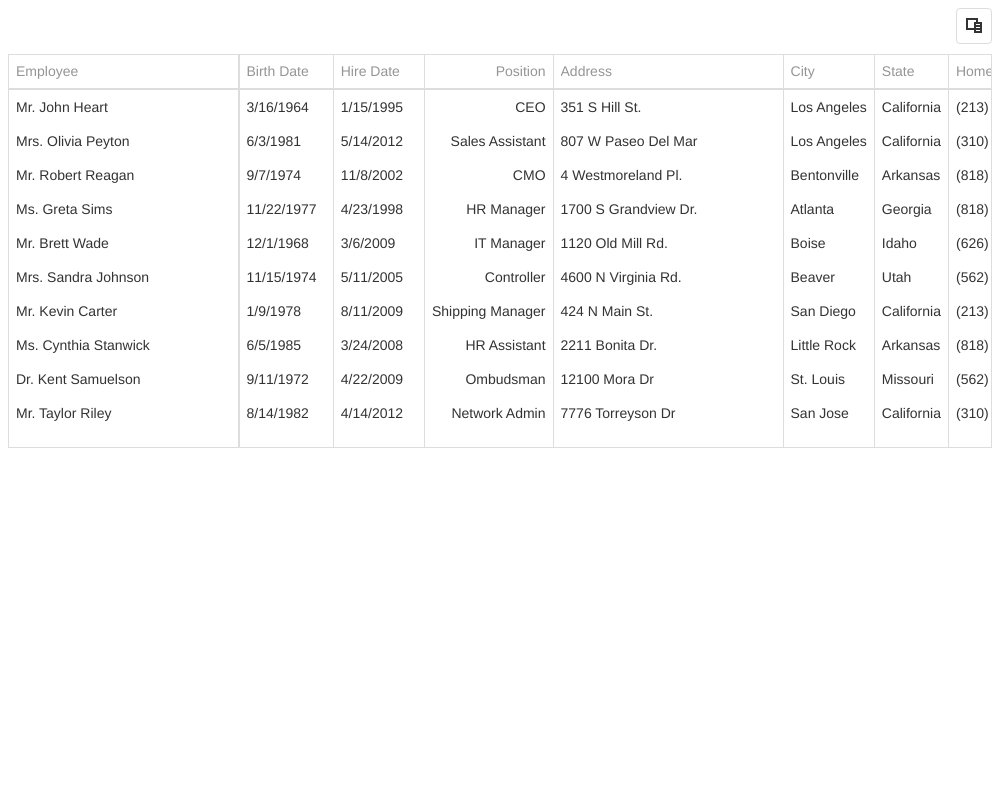 Employee Birth Date Hire Date Position Address City State Home
Mr. John Heart 3/16/1964 1/15/1995 CEO 351 S Hill St. Los Angeles California (213)
Mrs. Olivia Peyton 6/3/1981 5/14/2012 Sales Assistant 807 W Paseo Del Mar Los Angeles California (310)
Mr. Robert Reagan 9/7/1974 11/8/2002 CMO 4 Westmoreland Pl. Bentonville Arkansas (818)
Ms. Greta Sims 11/22/1977 4/23/1998 HR Manager 1700 S Grandview Dr. Atlanta Georgia (818)
Mr. Brett Wade 12/1/1968 3/6/2009 IT Manager 1120 Old Mill Rd. Boise Idaho (626)
Mrs. Sandra Johnson 11/15/1974 5/11/2005 Controller 4600 N Virginia Rd. Beaver Utah (562)
Mr. Kevin Carter 1/9/1978 8/11/2009 Shipping Manager 424 N Main St. San Diego California (213)
Ms. Cynthia Stanwick 6/5/1985 3/24/2008 HR Assistant 2211 Bonita Dr. Little Rock Arkansas (818)
Dr. Kent Samuelson 9/11/1972 4/22/2009 Ombudsman 12100 Mora Dr St. Louis Missouri (562)
Mr. Taylor Riley 8/14/1982 4/14/2012 Network Admin 7776 Torreyson Dr San Jose California (310)